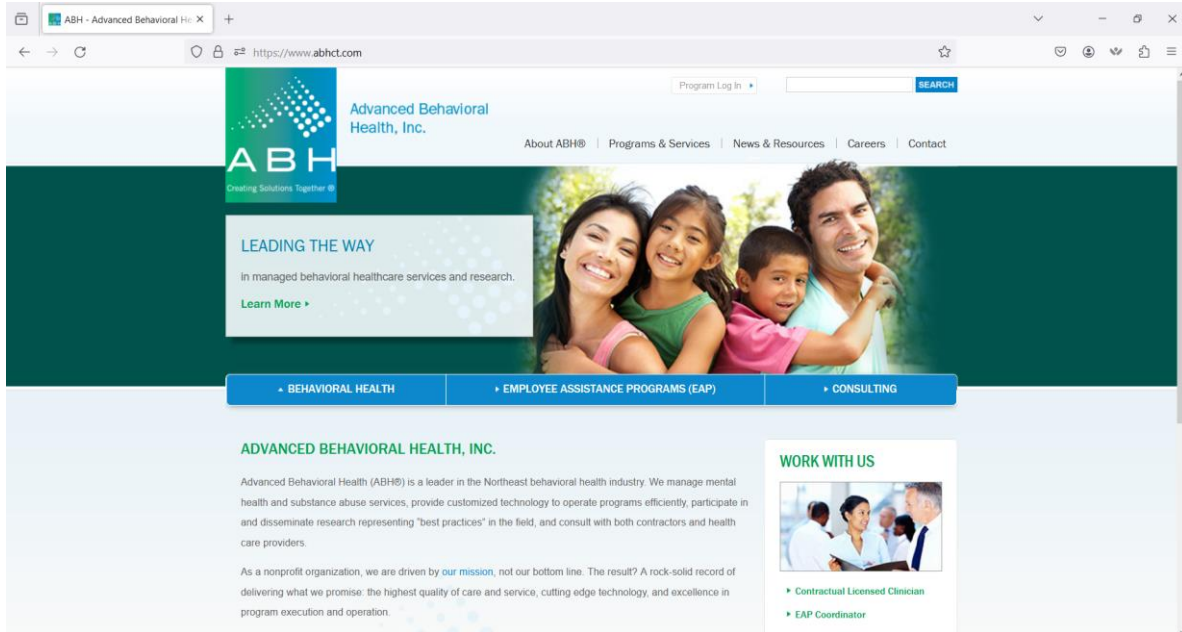 ABH - Advanced Behavioral He
https://www.abhct.com
Program Log In
SEARCH
Advanced Behavioral
Health, Inc.
ABH
Creating Solutions Together ®
About ABH® | Programs & Services | News & Resources | Careers | Contact
LEADING THE WAY
in managed behavioral healthcare services and research.
Learn More
BEHAVIORAL HEALTH
EMPLOYEE ASSISTANCE PROGRAMS (EAP)
CONSULTING
ADVANCED BEHAVIORAL HEALTH, INC.
Advanced Behavioral Health (ABH®) is a leader in the Northeast behavioral health industry. We manage mental
health and substance abuse services, provide customized technology to operate programs efficiently, participate in
and disseminate research representing "best practices" in the field, and consult with both contractors and health
care providers.
As a nonprofit organization, we are driven by our mission, not our bottom line. The result? A rock-solid record of
delivering what we promise: the highest quality of care and service, cutting edge technology, and excellence in
program execution and operation.
WORK WITH US
Contractual Licensed Clinician
EAP Coordinator